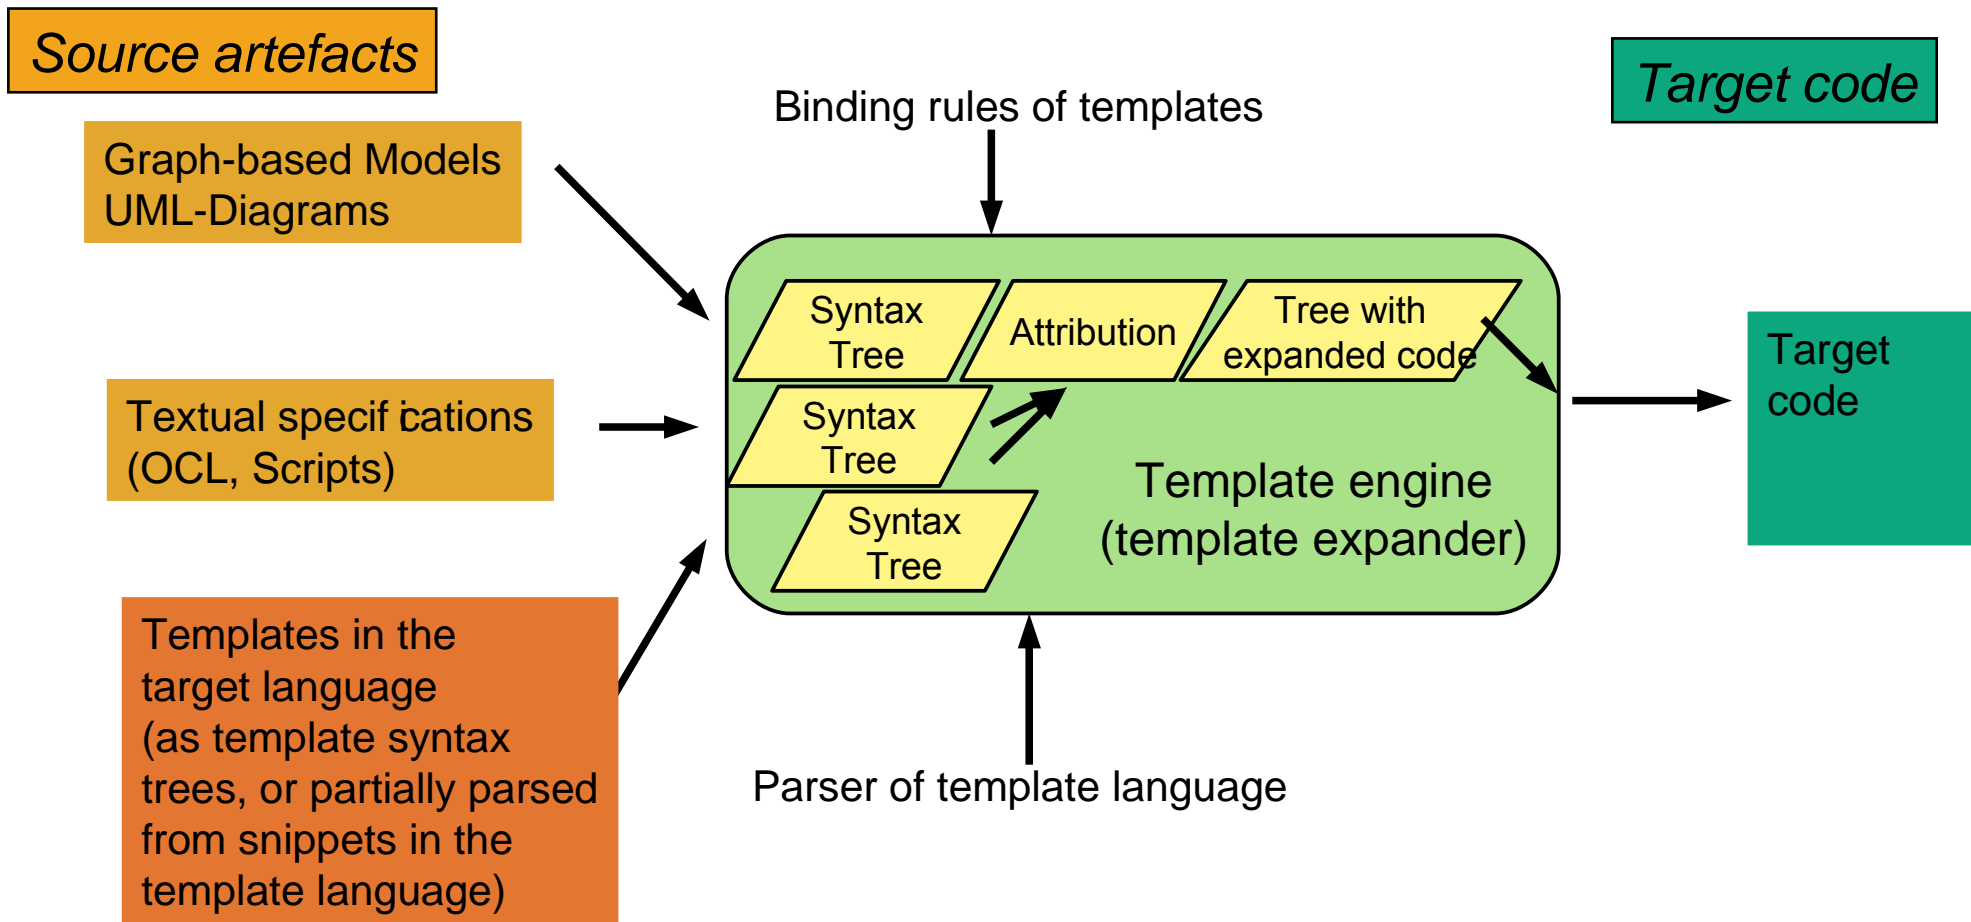 Source artefacts
Target code
Binding rules of templates
Graph-based Models
UML-Diagrams
Syntax
Tree
Attribution
Tree with
expanded code
Target
code
Textual specifications
(OCL, Scripts)
Syntax
Tree
Template engine
(template expander)
Syntax
Tree
Templates in the
target language
(as template syntax
trees, or partially parsed
from snippets in the
template language)
Parser of template language